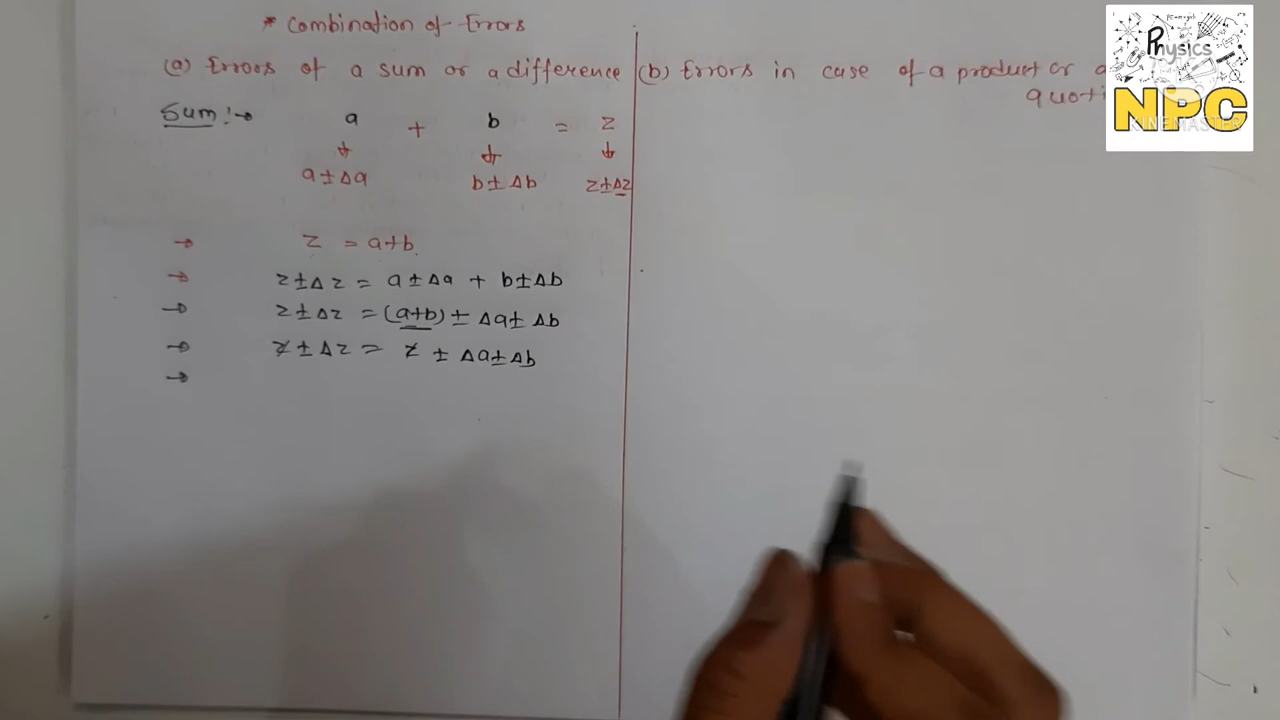 * Combination of Errors
(a) Errors of a sum or a difference
Sum :→ a + b = z
a±Δa b±Δb z±Δz
→ z = a+b
→ z±Δz = a±Δa + b±Δb
→ z±Δz = (a+b) ± Δa± Δb
→ z±Δz = z ± Δa±Δb
→
(b) Errors in case of a product or a
Physics
NPC
KINEMASTER